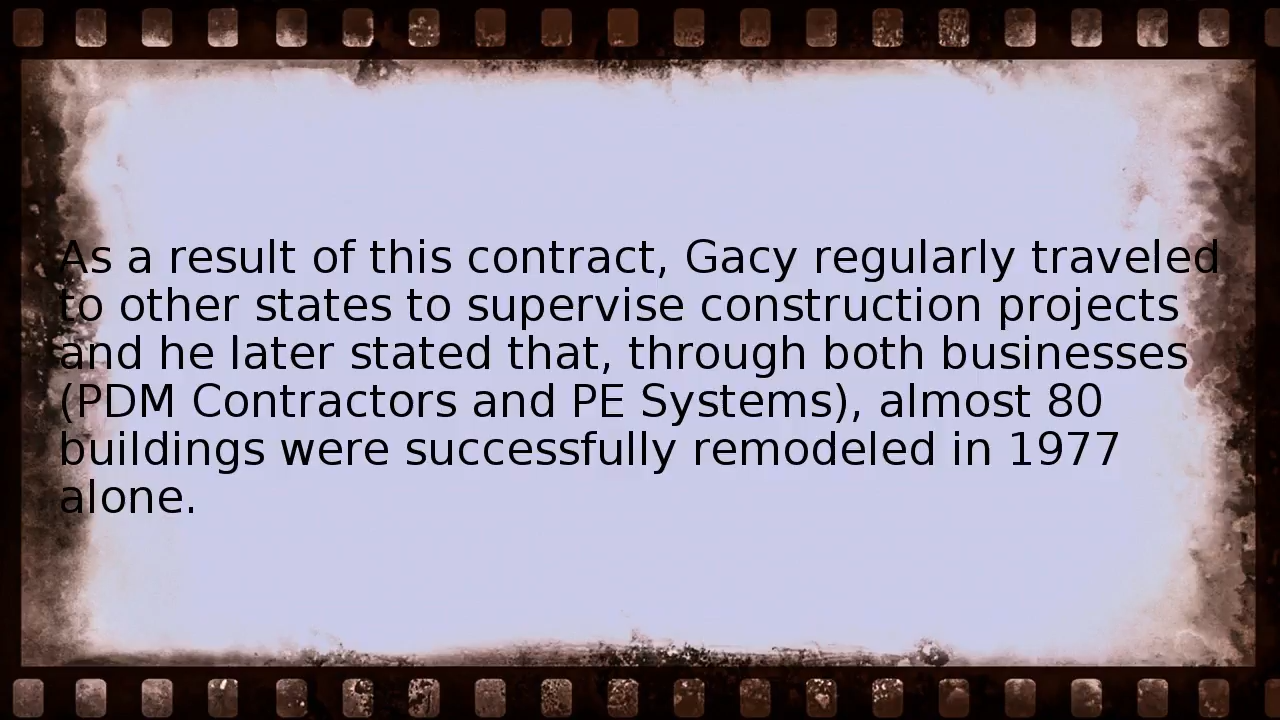 As a result of this contract, Gacy regularly traveled
to other states to supervise construction projects
and he later stated that, through both businesses
(PDM Contractors and PE Systems), almost 80
buildings were successfully remodeled in 1977
alone.